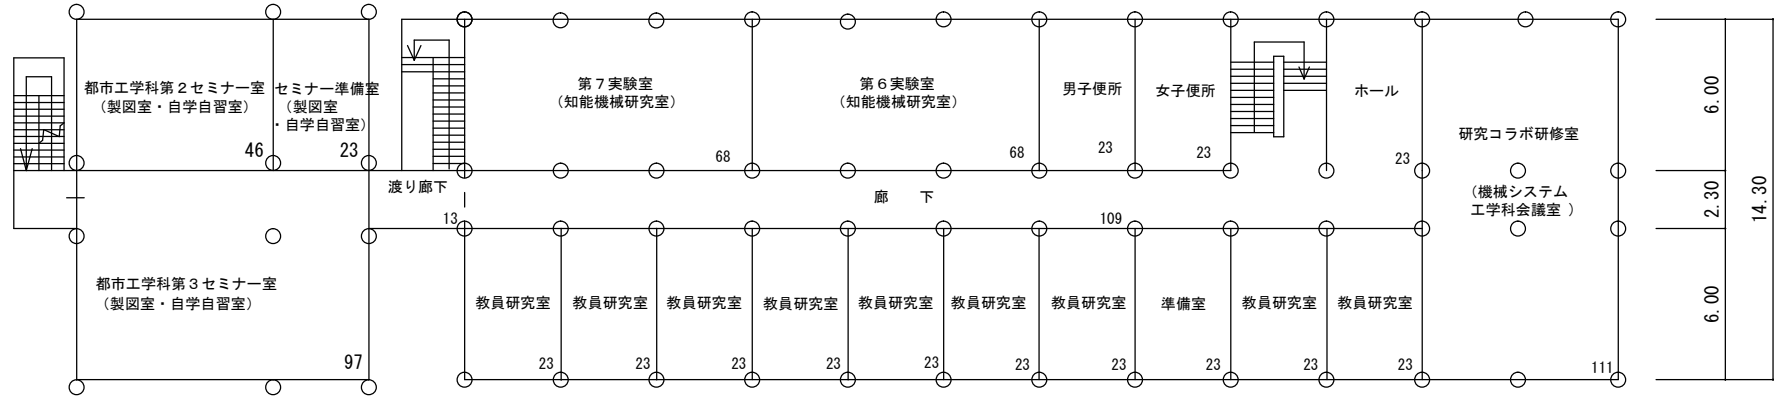 都市工学科第２セミナー室
（製図室・自学自習室）
46
セミナー準備室
（製図室
・自学自習室）
23
第７実験室
（知能機械研究室）
68
第６実験室
（知能機械研究室）
68
男子便所
23
女子便所
23
ホール
23
研究コラボ研修室
（機械システム
工学科会議室 ）
111
渡り廊下
13
廊　下
109
都市工学科第３セミナー室
（製図室・自学自習室）
97
教員研究室
23
教員研究室
23
教員研究室
23
教員研究室
23
教員研究室
23
教員研究室
23
教員研究室
23
準備室
23
教員研究室
23
教員研究室
23
6.00
2.30
6.00
14.30